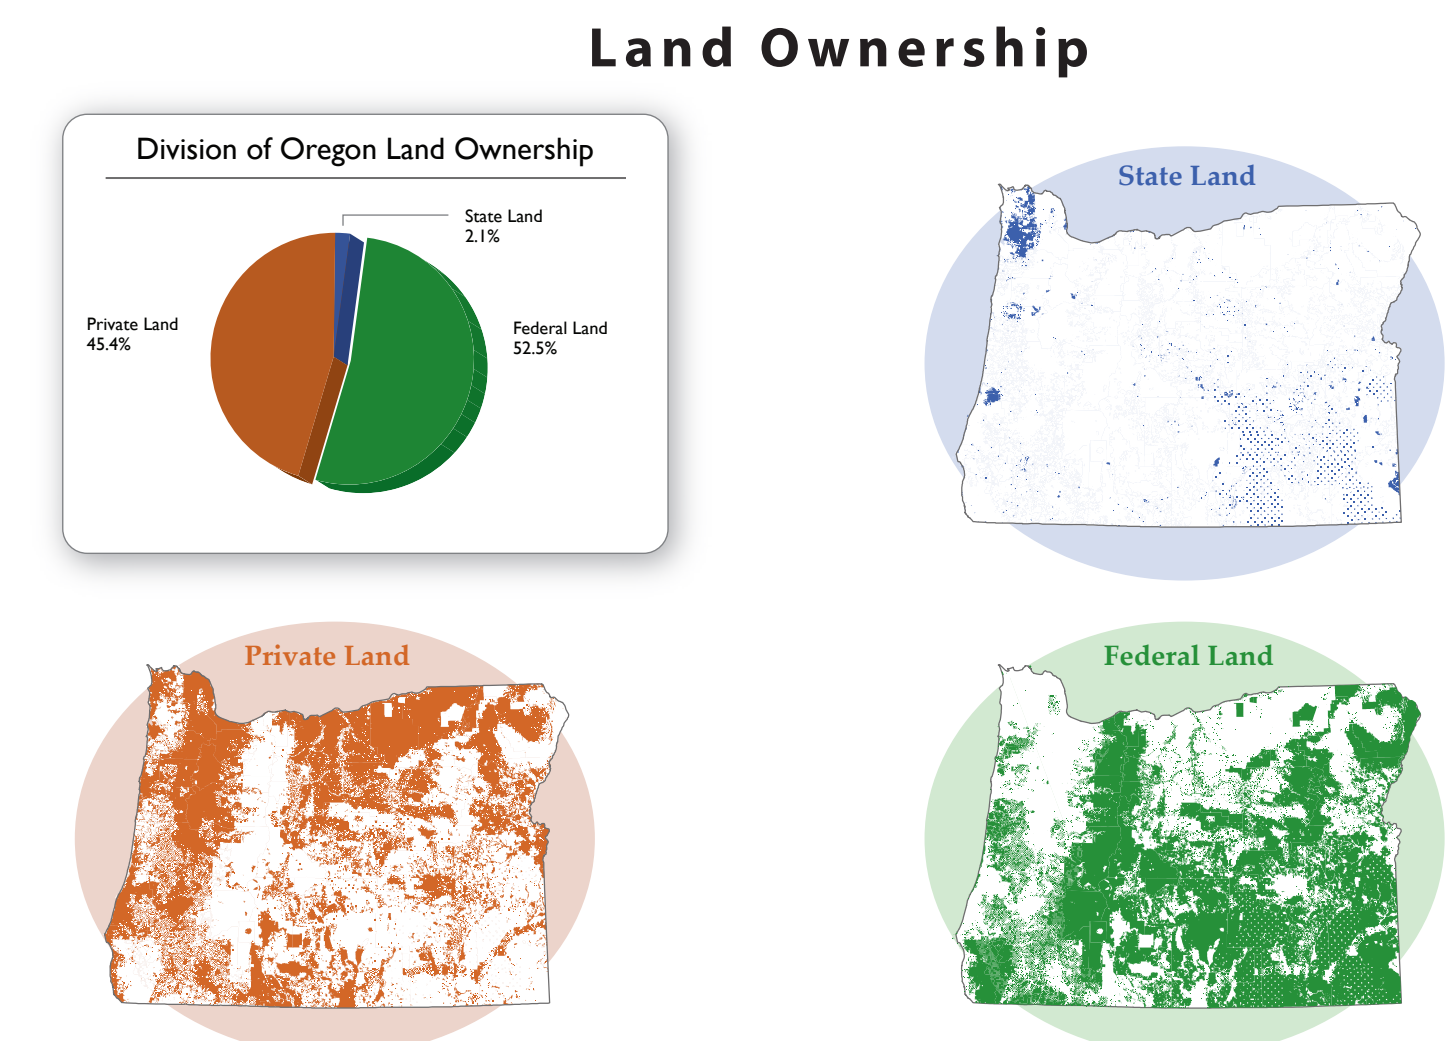 Land Ownership
Division of Oregon Land Ownership
State Land
2.1%
Private Land
45.4%
Federal Land
52.5%
State Land
Private Land
Federal Land